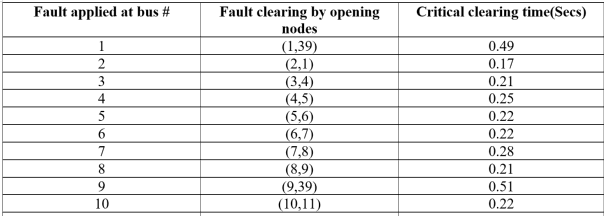 Fault applied at bus # Fault clearing by opening nodes Critical clearing time(Secs)
1 (1,39) 0.49
2 (2,1) 0.17
3 (3,4) 0.21
4 (4,5) 0.25
5 (5,6) 0.22
6 (6,7) 0.22
7 (7,8) 0.28
8 (8,9) 0.21
9 (9,39) 0.51
10 (10,11) 0.22